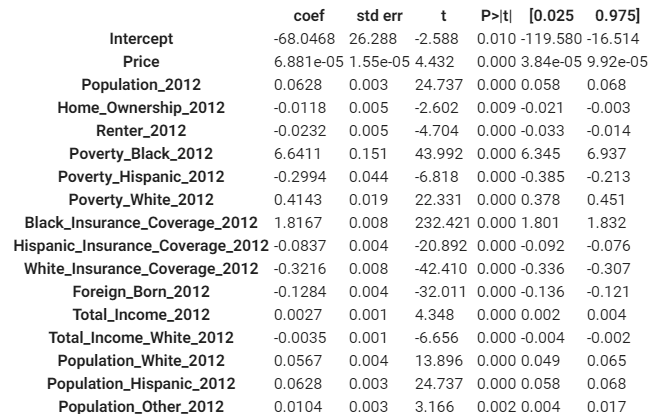 coef std err t P>|t| [0.025 0.975]
Intercept -68.0468 26.288 -2.588 0.010 -119.580 -16.514
Price 6.881e-05 1.55e-05 4.432 0.000 3.84e-05 9.92e-05
Population_2012 0.0628 0.003 24.737 0.000 0.058 0.068
Home_Ownership_2012 -0.0118 0.005 -2.602 0.009 -0.021 -0.003
Renter_2012 -0.0232 0.005 -4.704 0.000 -0.033 -0.014
Poverty_Black_2012 6.6411 0.151 43.992 0.000 6.345 6.937
Poverty_Hispanic_2012 -0.2994 0.044 -6.818 0.000 -0.385 -0.213
Poverty_White_2012 0.4143 0.019 22.331 0.000 0.378 0.451
Black_Insurance_Coverage_2012 1.8167 0.008 232.421 0.000 1.801 1.832
Hispanic_Insurance_Coverage_2012 -0.0837 0.004 -20.892 0.000 -0.092 -0.076
White_Insurance_Coverage_2012 -0.3216 0.008 -42.410 0.000 -0.336 -0.307
Foreign_Born_2012 -0.1284 0.004 -32.011 0.000 -0.136 -0.121
Total_Income_2012 0.0027 0.001 4.348 0.000 0.002 0.004
Total_Income_White_2012 -0.0035 0.001 -6.656 0.000 -0.004 -0.002
Population_White_2012 0.0567 0.004 13.896 0.000 0.049 0.065
Population_Hispanic_2012 0.0628 0.003 24.737 0.000 0.058 0.068
Population_Other_2012 0.0104 0.003 3.166 0.002 0.004 0.017